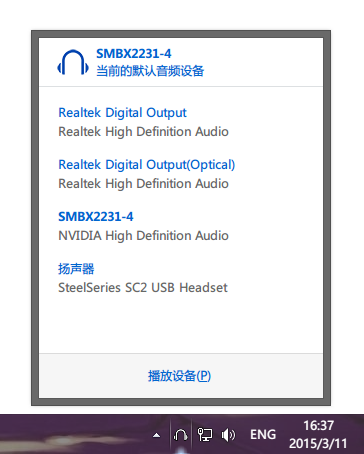 SMBX2231-4
当前的默认音频设备
Realtek Digital Output
Realtek High Definition Audio
Realtek Digital Output(Optical)
Realtek High Definition Audio
SMBX2231-4
NVIDIA High Definition Audio
扬声器
SteelSeries SC2 USB Headset
播放设备(P)
ENG
16:37
2015/3/11